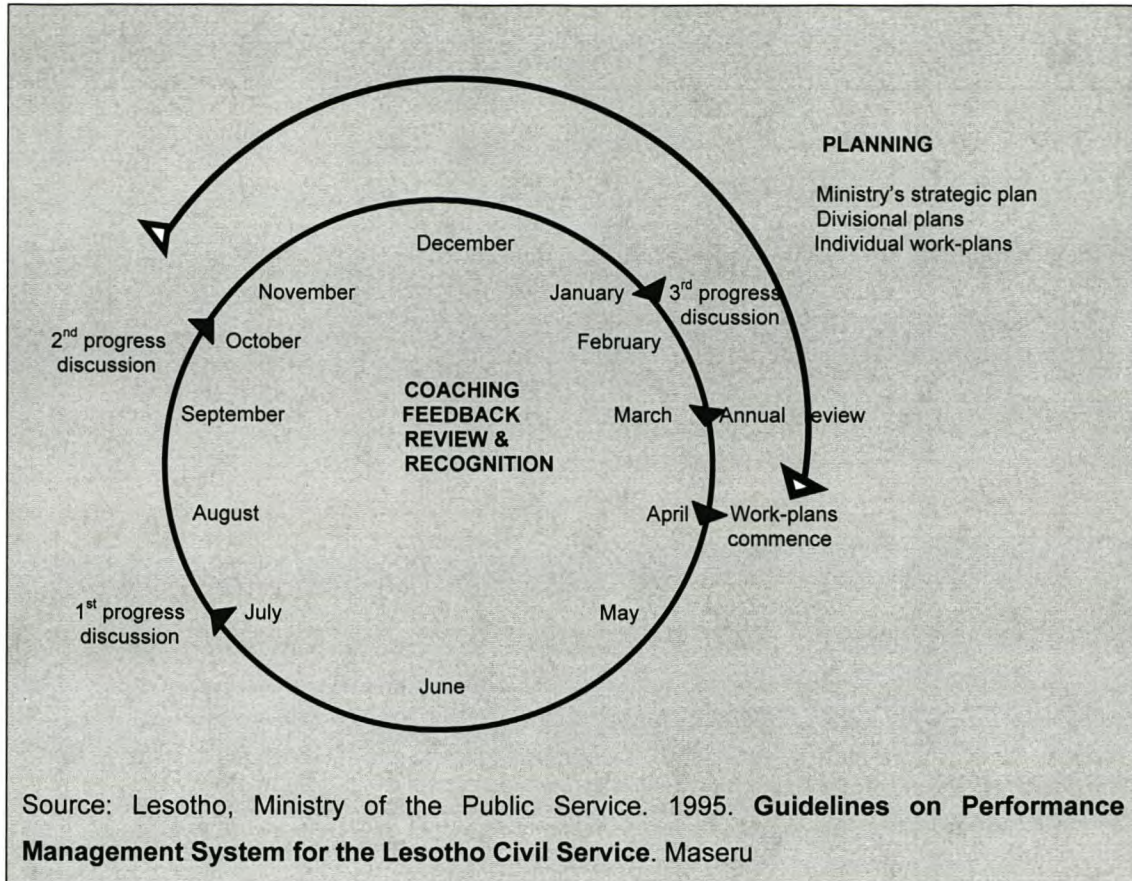 PLANNING
Ministry's strategic plan
Divisional plans
Individual work-plans
December
November
January
3rd progress
discussion
2nd progress
discussion
October
February
COACHING
FEEDBACK
REVIEW &
RECOGNITION
September
March
Annual eview
August
April
Work-plans
commence
1st progress
discussion
July
May
June
Source: Lesotho, Ministry of the Public Service. 1995. Guidelines on Performance
Management System for the Lesotho Civil Service. Maseru